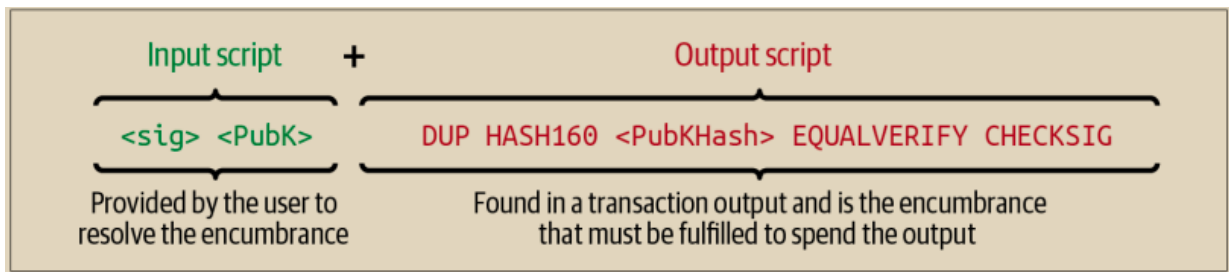 Input script + Output script
<sig> <PubK> DUP HASH160 <PubKHash> EQUALVERIFY CHECKSIG
Provided by the user to Found in a transaction output and is the encumbrance
resolve the encumbrance that must be fulfilled to spend the output